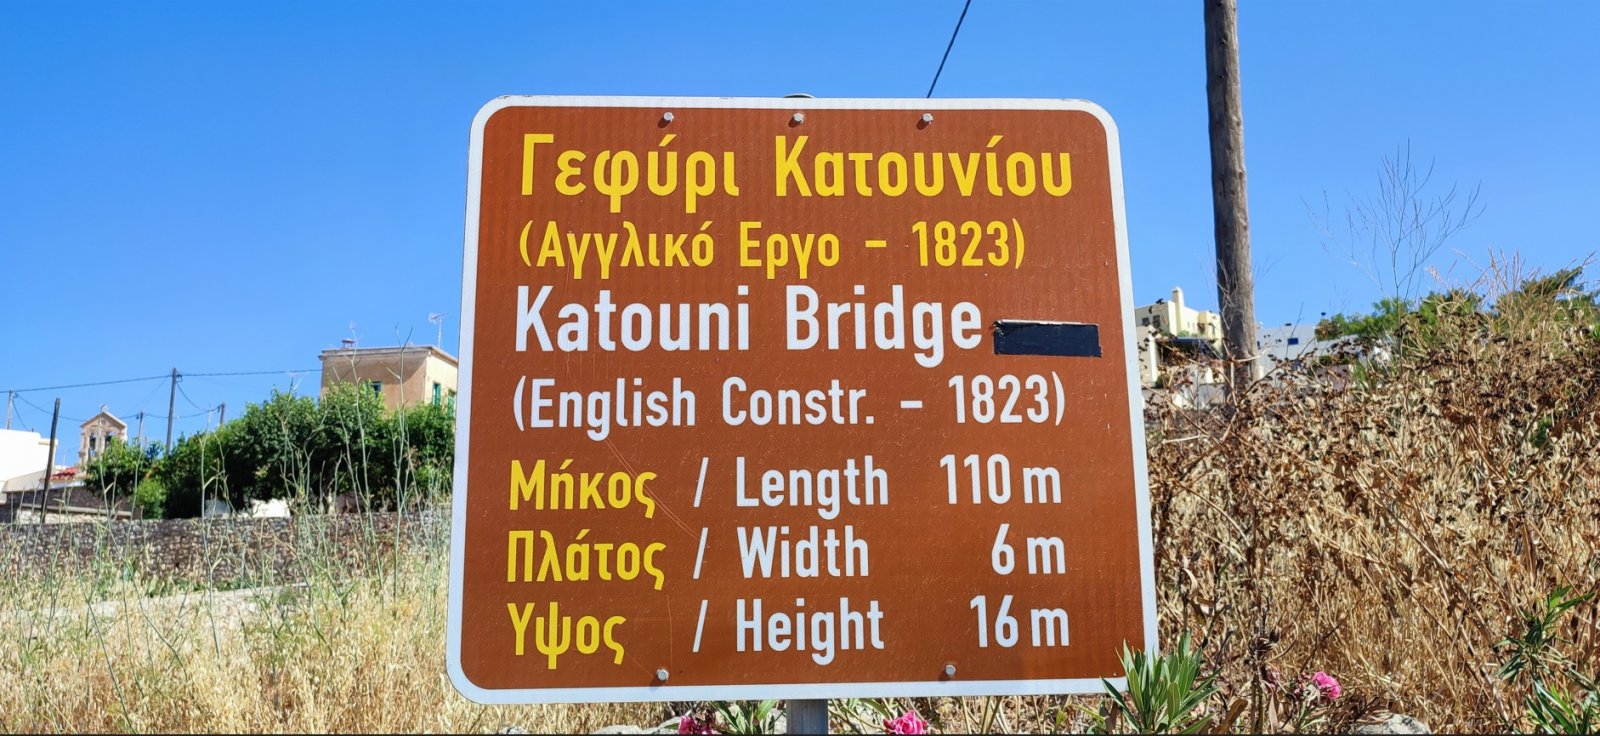 Γεφύρι Κατουνίου
(Αγγλικό Εργο - 1823)
Katouni Bridge
(English Constr. - 1823)
Μήκος / Length 110 m
Πλάτος / Width 6 m
Υψος / Height 16 m